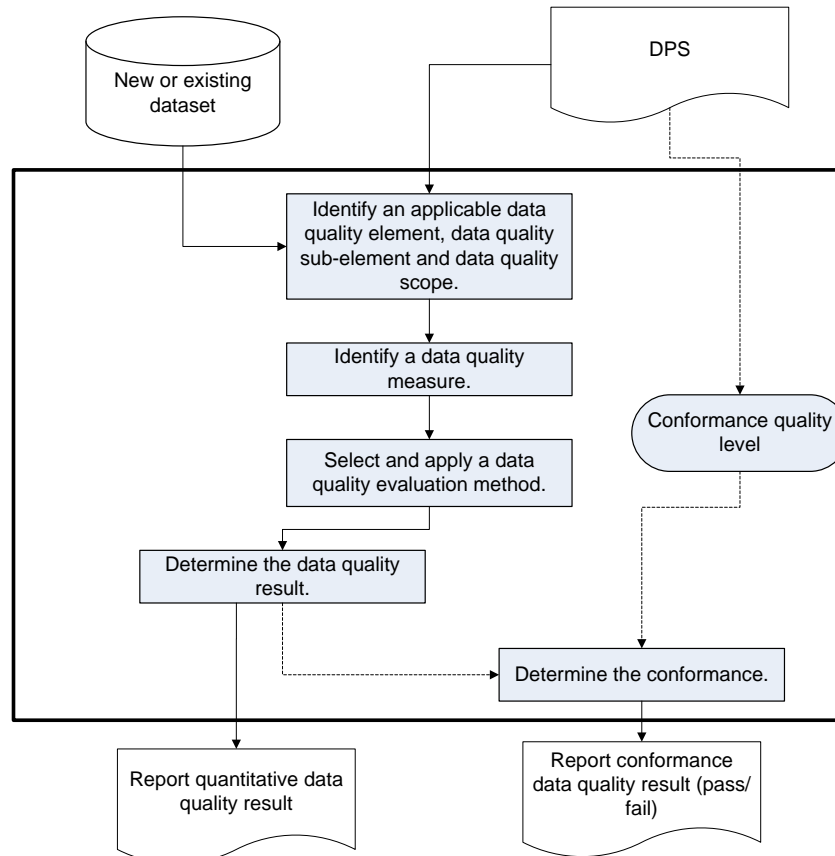 New or existing
dataset
DPS
Identify an applicable data
quality element, data quality
sub-element and data quality
scope.
Identify a data quality
measure.
Conformance quality
level
Select and apply a data
quality evaluation method.
Determine the data quality
result.
Determine the conformance.
Report quantitative data
quality result
Report conformance
data quality result (pass/
fail)